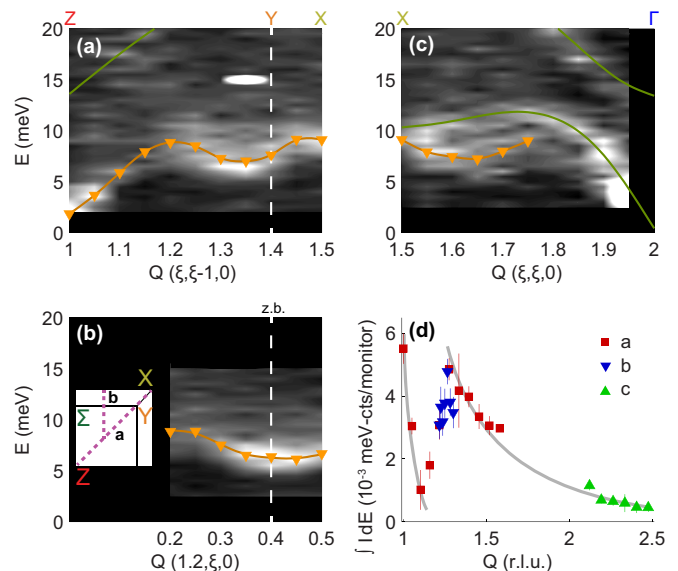 Z Y X
(a)
20
15
10
5
0
E (meV)
1 1.1 1.2 1.3 1.4 1.5
Q (ξ,ξ-1,0)
X Γ
(c)
20
15
10
5
0
E (meV)
1.5 1.6 1.7 1.8 1.9 2
Q (ξ,ξ,0)
z.b.
(b)
20
15
10
5
0
E (meV)
X
b
Σ Y
a
Z
0.2 0.3 0.4 0.5
Q (1.2,ξ,0)
(d)
a
b
c
6
4
2
0
∫ I dE (10⁻³ meV-cts/monitor)
1 1.5 2 2.5
Q (r.l.u.)